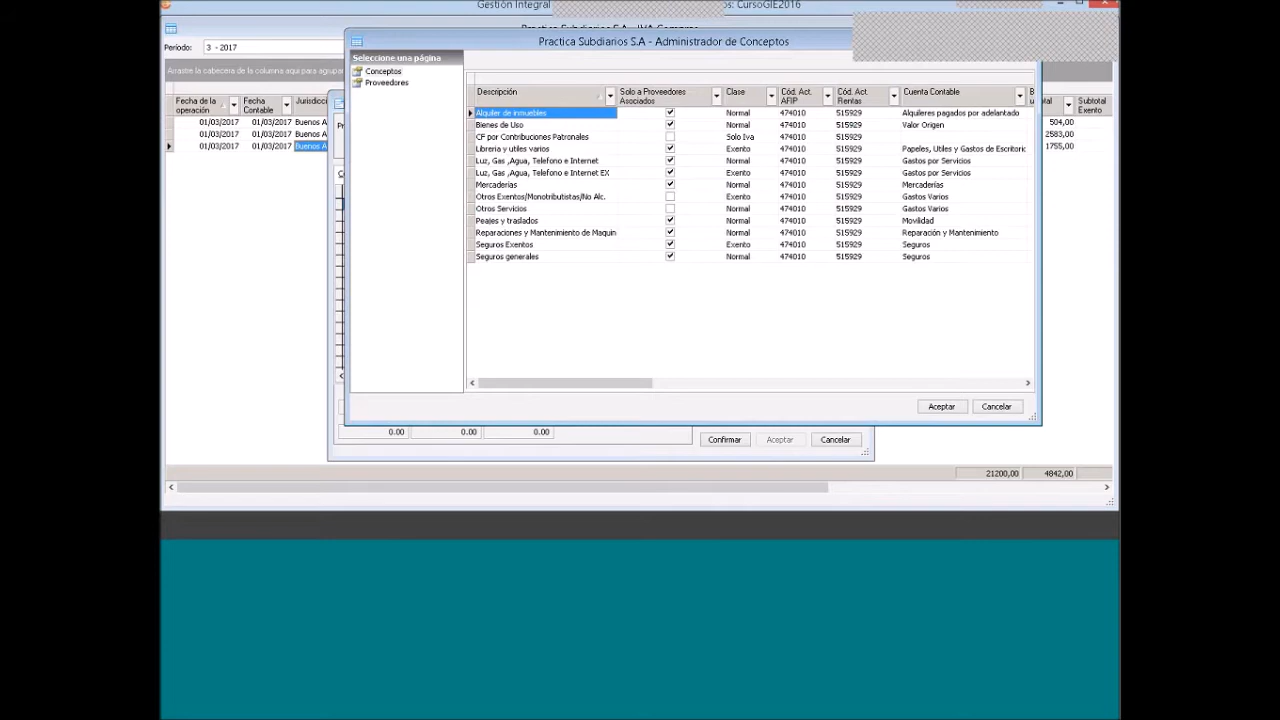 Gestión Integral os: CursoGIE2016
Practica Subdiarios S.A - IVA Compras
Período: 3 - 2017
Arrastre la cabecera de la columna aqui para agrupar
Fecha de la operación Fecha Contable Jurisdicci
01/03/2017 01/03/2017 Buenos A
01/03/2017 01/03/2017 Buenos A
01/03/2017 01/03/2017 Buenos A
Practica Subdiarios S.A - Administrador de Conceptos
Seleccione una página
Conceptos
Proveedores
Descripción Solo a Proveedores Asociados Clase Cód. Act. AFIP Cód. Act. Rentas Cuenta Contable
Alquiler de inmuebles Normal 474010 515929 Alquileres pagados por adelantado
Bienes de Uso Normal 474010 515929 Valor Origen
CF por Contribuciones Patronales Solo Iva 474010 515929
Libreria y utiles varios Exento 474010 515929 Papeles, Utiles y Gastos de Escritoric
Luz, Gas ,Agua, Telefono e Internet Normal 474010 515929 Gastos por Servicios
Luz, Gas ,Agua, Telefono e Internet EX Exento 474010 515929 Gastos por Servicios
Mercaderías Normal 474010 515929 Mercaderías
Otros Exentos/Monotributistas/No Alc. Exento 474010 515929 Gastos Varios
Otros Servicios Normal 474010 515929 Gastos Varios
Peajes y traslados Normal 474010 515929 Movilidad
Reparaciones y Mantenimiento de Maquin Normal 474010 515929 Reparación y Mantenimiento
Seguros Exentos Exento 474010 515929 Seguros
Seguros generales Normal 474010 515929 Seguros
Aceptar Cancelar
otal Subtotal Exento
504,00
2583,00
1755,00
0.00 0.00 0.00
Confirmar Aceptar Cancelar
21200,00 4842,00